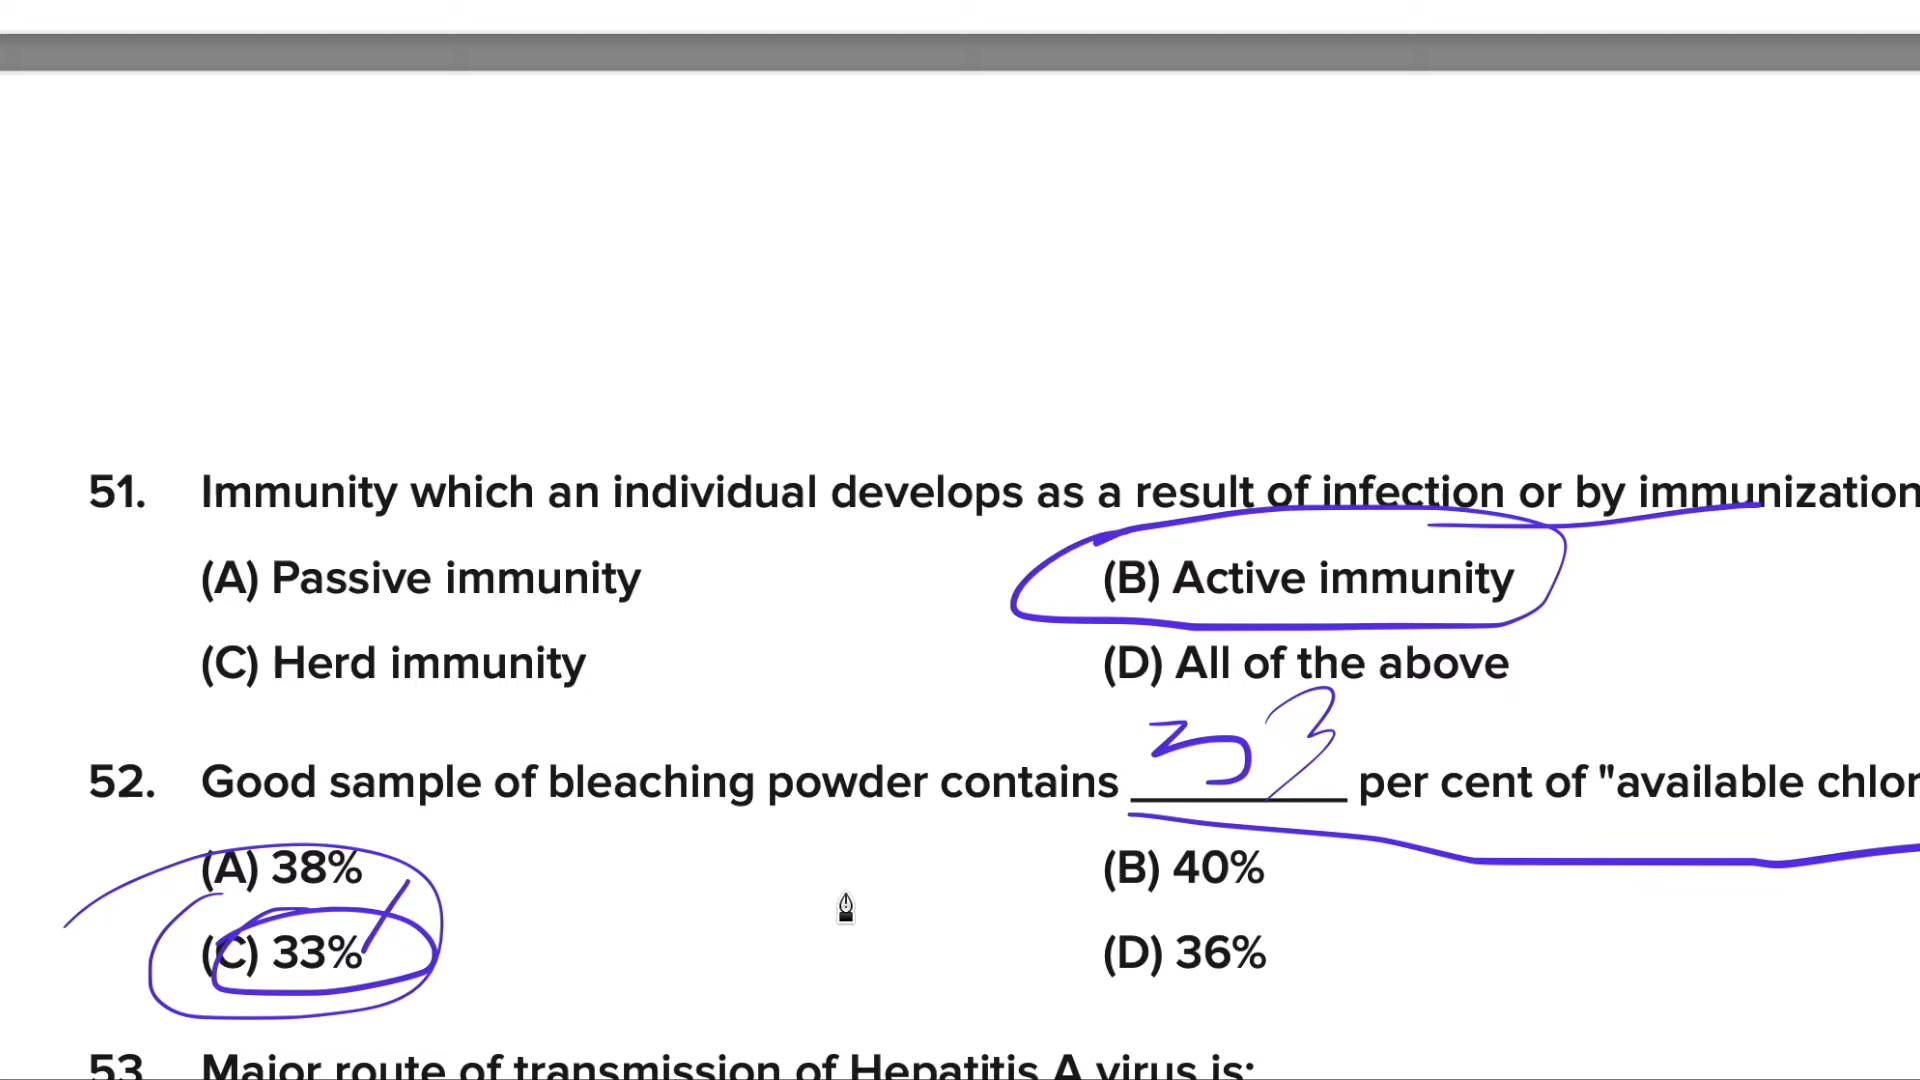 51. Immunity which an individual develops as a result of infection or by immunization
(A) Passive immunity (B) Active immunity
(C) Herd immunity (D) All of the above
33
52. Good sample of bleaching powder contains ________ per cent of "available chlor
(A) 38% (B) 40%
(C) 33% (D) 36%
53 Major route of transmission of Hepatitis A virus is: